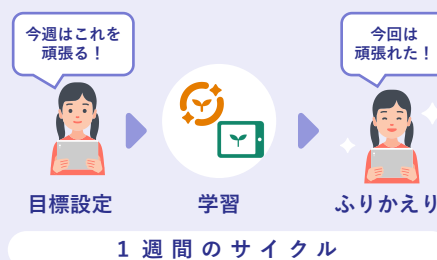 今週はこれを
頑張る！
今回は
頑張れた！
目標設定
学習
ふりかえり
1週間のサイクル